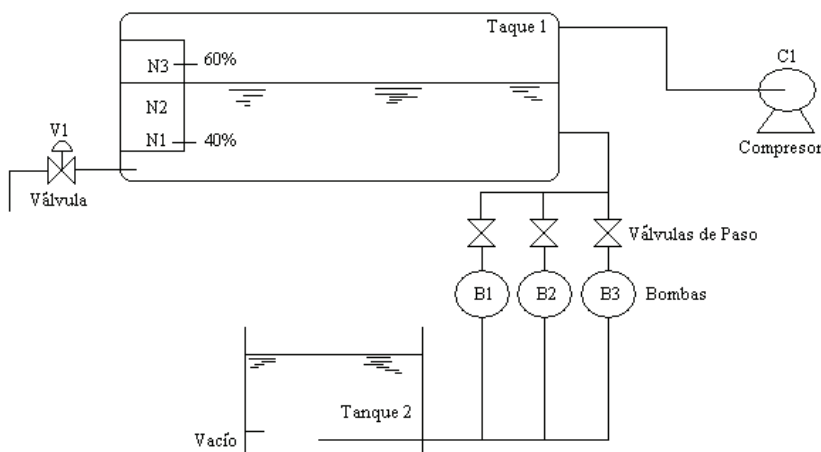 Taque 1
C1
N3
60%
N2
N1
40%
V1
Compresor
Válvula
Válvulas de Paso
B1
B2
B3
Bombas
Tanque 2
Vacío